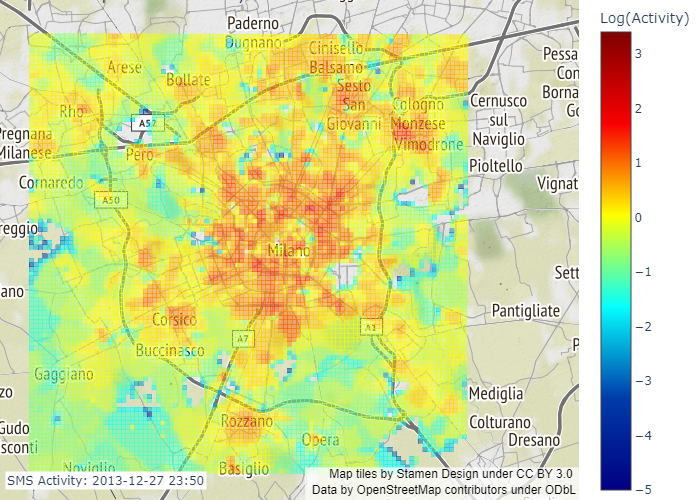 Paderno
Dugnano
Cinisello
Balsamo
Arese
Bollate
Sesto
San
Giovanni
Cologno
Monzese
Vimodrone
Rho
A52
Pero
Pregnana
Milanese
Cornaredo
A50
reggio
Milano
ano
Corsico
A7
A1
Buccinasco
Gaggiano
zo
Gudo
sconti
Rozzano
Opera
Noviglio
Basiglio
Pessa
Con
Borna
Go
Cernusco
sul
Naviglio
Pioltello
Vignat
Sett
Pantigliate
P
Mediglia
Colturano
Dresano
SMS Activity: 2013-12-27 23:50
Map tiles by Stamen Design under CC BY 3.0
Data by OpenStreetMap contributors under ODbL
Log(Activity)
3
2
1
0
−1
−2
−3
−4
−5